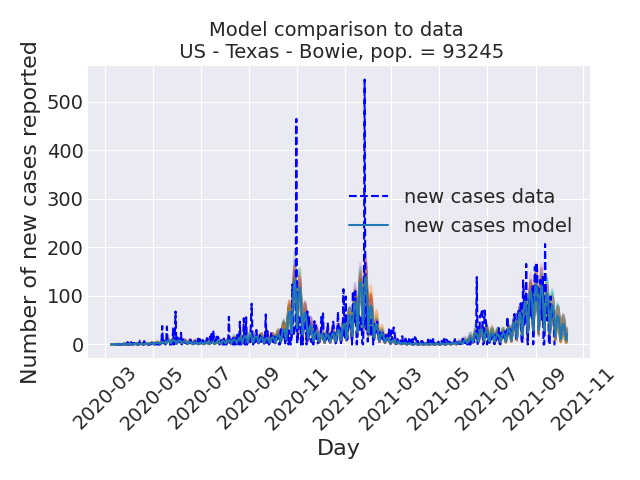 Model comparison to data
US - Texas - Bowie, pop. = 93245
Number of new cases reported
500
400
300
200
100
0
new cases data
new cases model
2020-03
2020-05
2020-07
2020-09
2020-11
2021-01
2021-03
2021-05
2021-07
2021-09
2021-11
Day